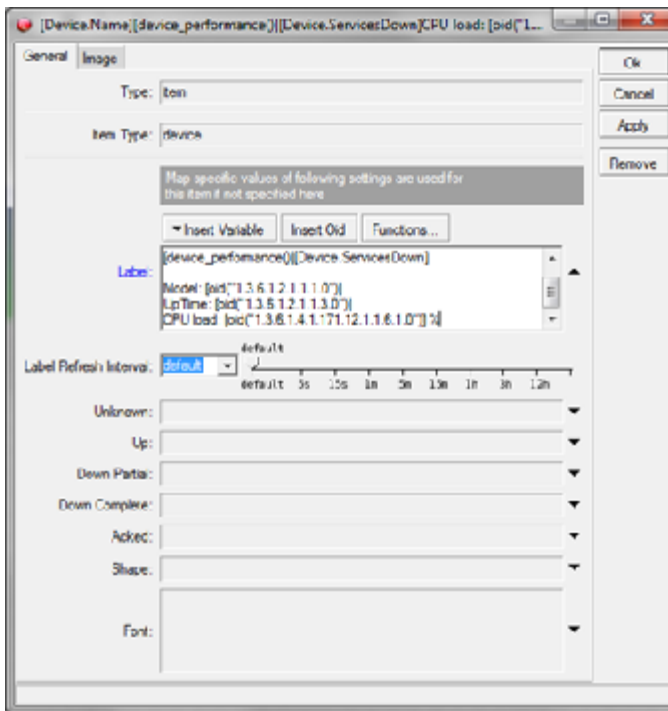 [Device.Name][device_performance()][Device.ServicesDown]CPU load: [oid("1....
General Image
Ok
Type: item
Cancel
Item Type: device
Apply
Remove
Map specific values of following settings are used for
this item if not specified here
Insert Variable Insert Oid Functions...
Label:
[device_performance()][Device.ServicesDown]
Model: [oid("1.3.6.1.2.1.1.1.0")]
UpTime: [oid("1.3.6.1.2.1.1.3.0")]
CPU load: [oid("1.3.6.1.4.1.171.12.1.1.6.1.0")] %
default
Label Refresh Interval: default
default 5s 15s 1m 5m 15m 1h 3h 12h
Unknown:
Up:
Down Partial:
Down Complete:
Acked:
Shape:
Font: